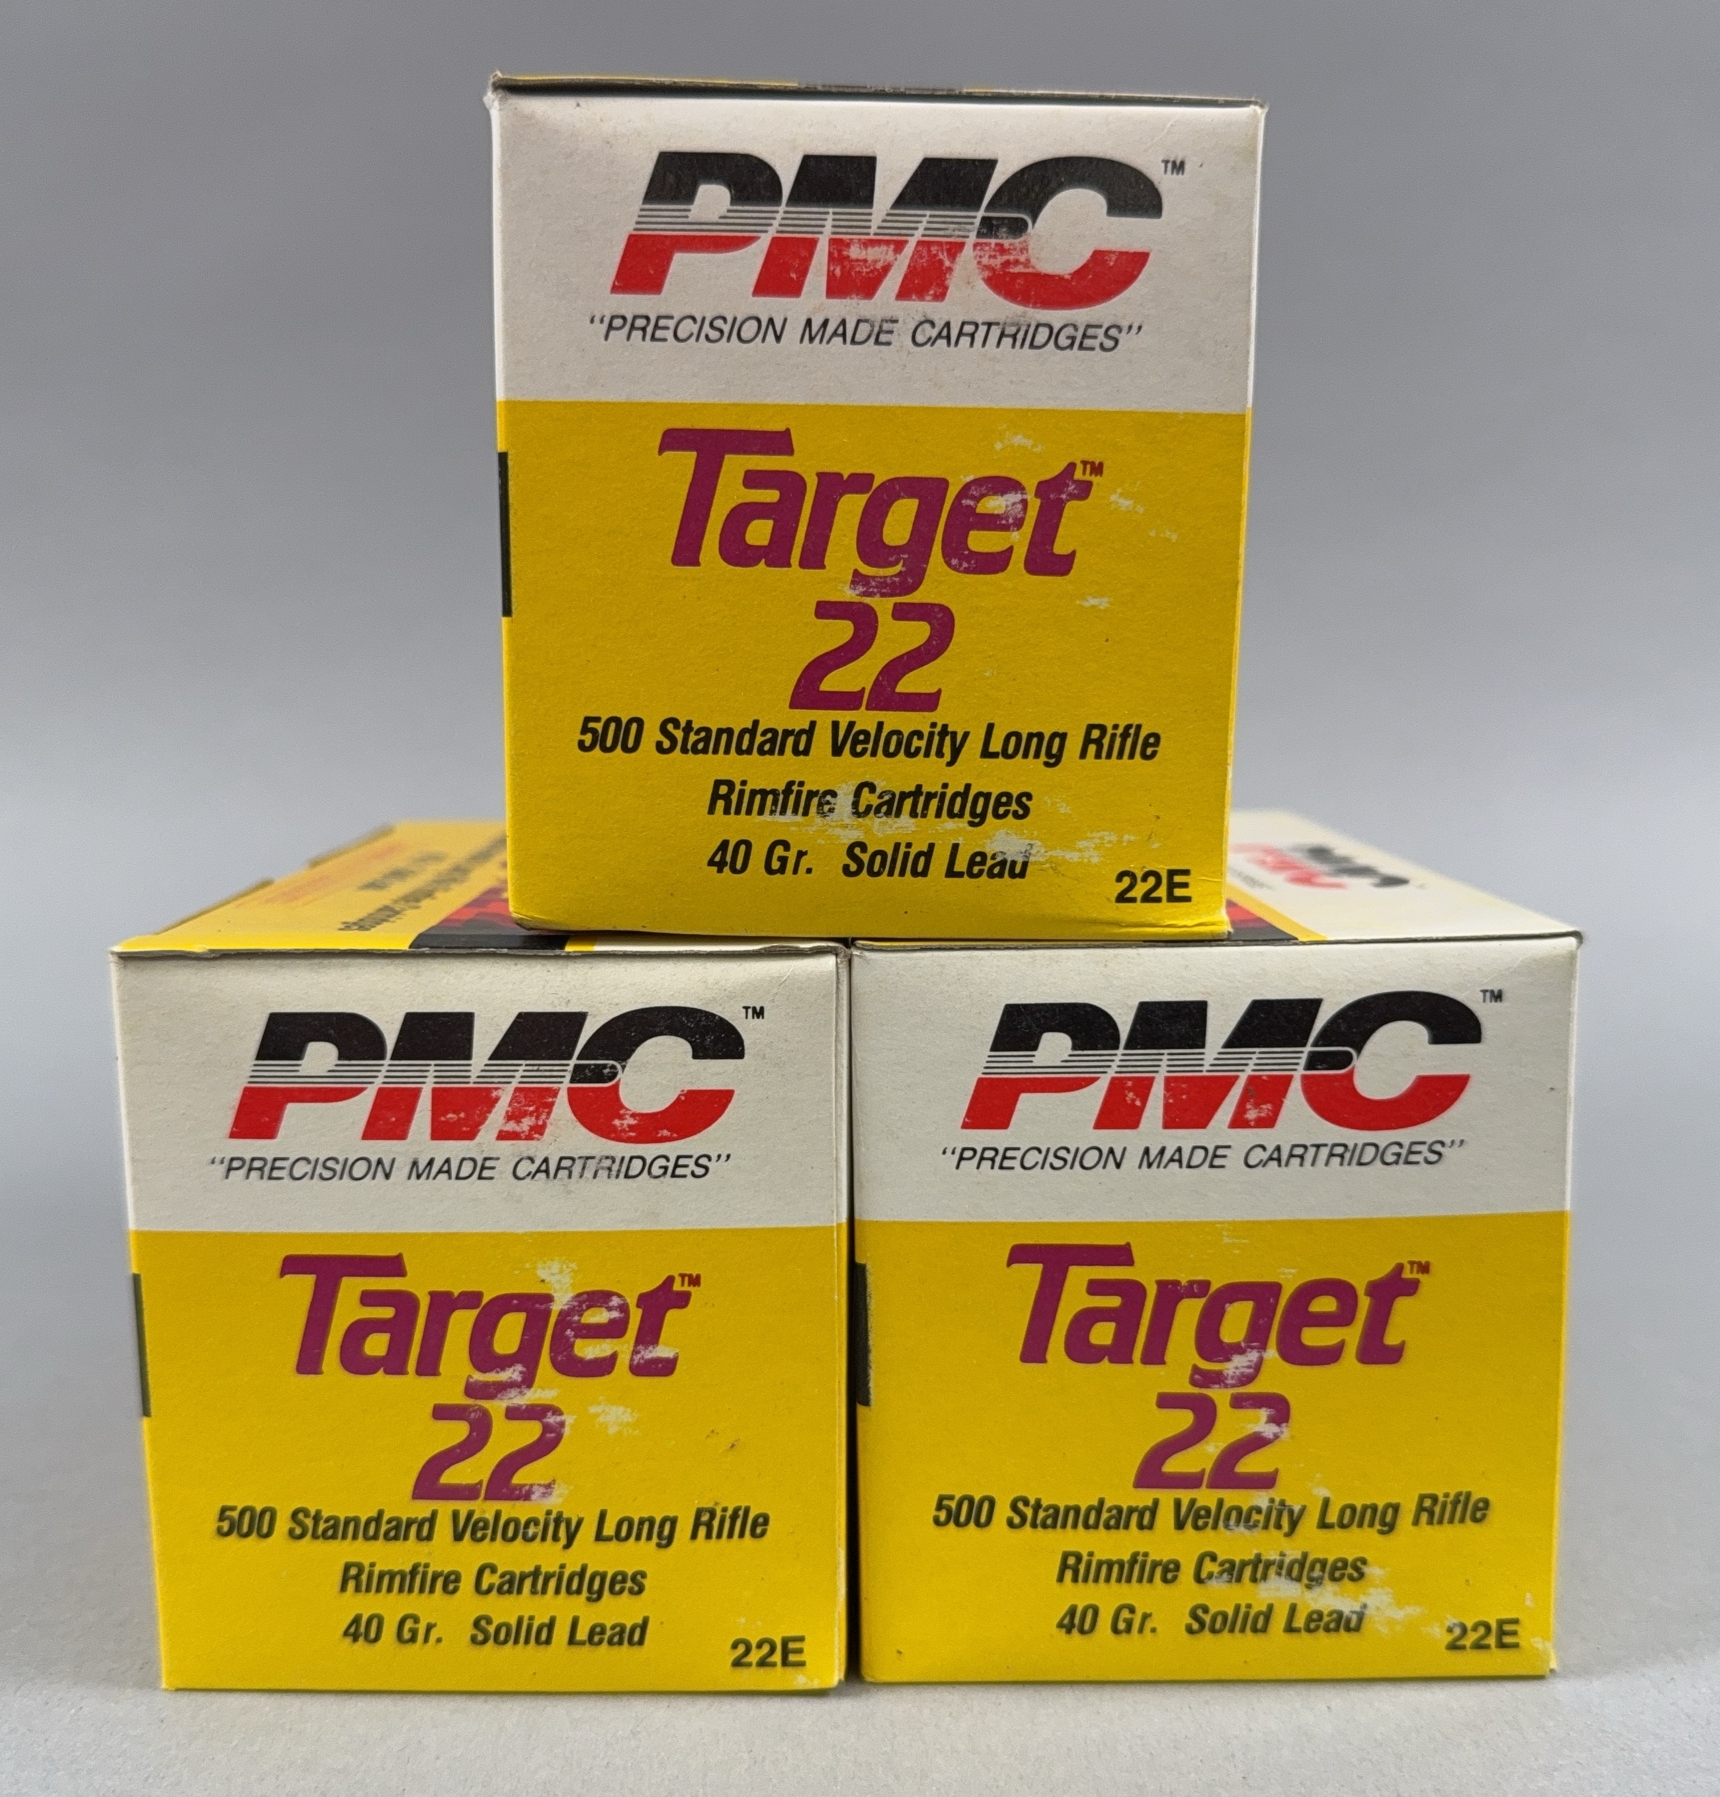 PMC™
"PRECISION MADE CARTRIDGES"
Target™
22
500 Standard Velocity Long Rifle
Rimfire Cartridges
40 Gr. Solid Lead
22E
PMC
PMC™
"PRECISION MADE CARTRIDGES"
Target™
22
500 Standard Velocity Long Rifle
Rimfire Cartridges
40 Gr. Solid Lead
22E
PMC™
"PRECISION MADE CARTRIDGES"
Target™
22
500 Standard Velocity Long Rifle
Rimfire Cartridges
40 Gr. Solid Lead
22E